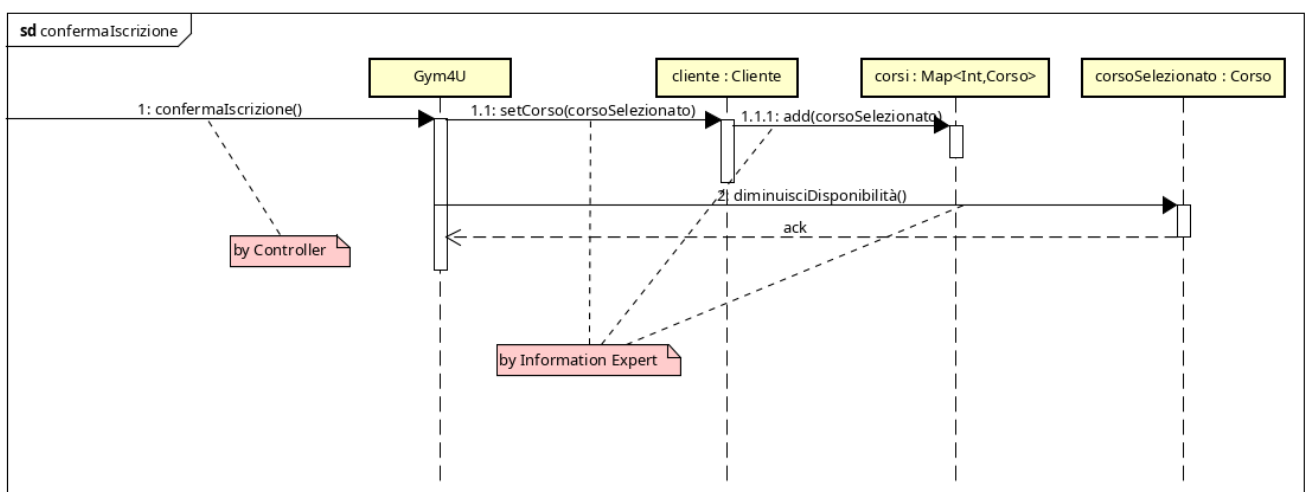 sd confermaIscrizione
Gym4U
cliente : Cliente
corsi : Map<Int,Corso>
corsoSelezionato : Corso
1: confermaIscrizione()
1.1: setCorso(corsoSelezionato)
1.1.1: add(corsoSelezionato)
2: diminuisciDisponibilità()
ack
by Controller
by Information Expert